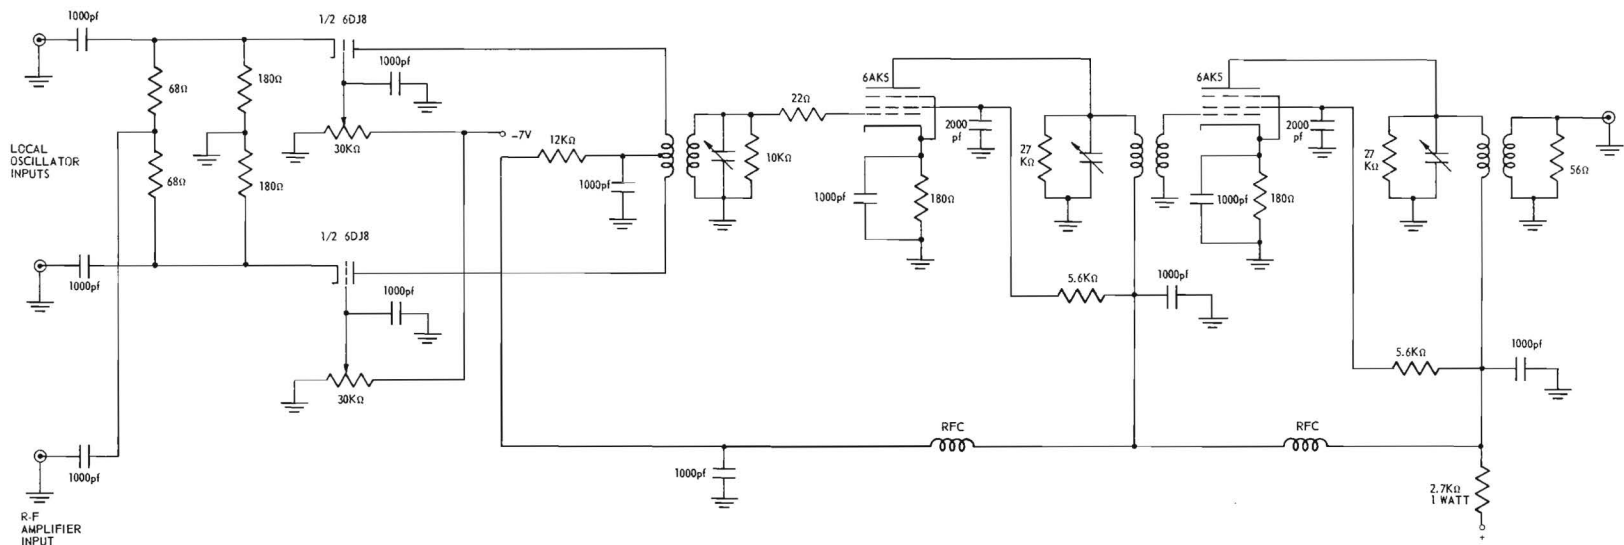 1000pf
1/2 6DJ8
1000pf
68Ω
180Ω
LOCAL
OSCILLATOR
INPUTS
30KΩ
-7V
68Ω
180Ω
12KΩ
1000pf
10KΩ
22Ω
6AK5
2000
pf
1000pf
180Ω
27
KΩ
6AK5
2000
pf
1000pf
180Ω
27
KΩ
56Ω
1/2 6DJ8
1000pf
1000pf
30KΩ
5.6KΩ
1000pf
5.6KΩ
1000pf
RFC
RFC
1000pf
1000pf
2.7KΩ
1 WATT
+
R-F
AMPLIFIER
INPUT